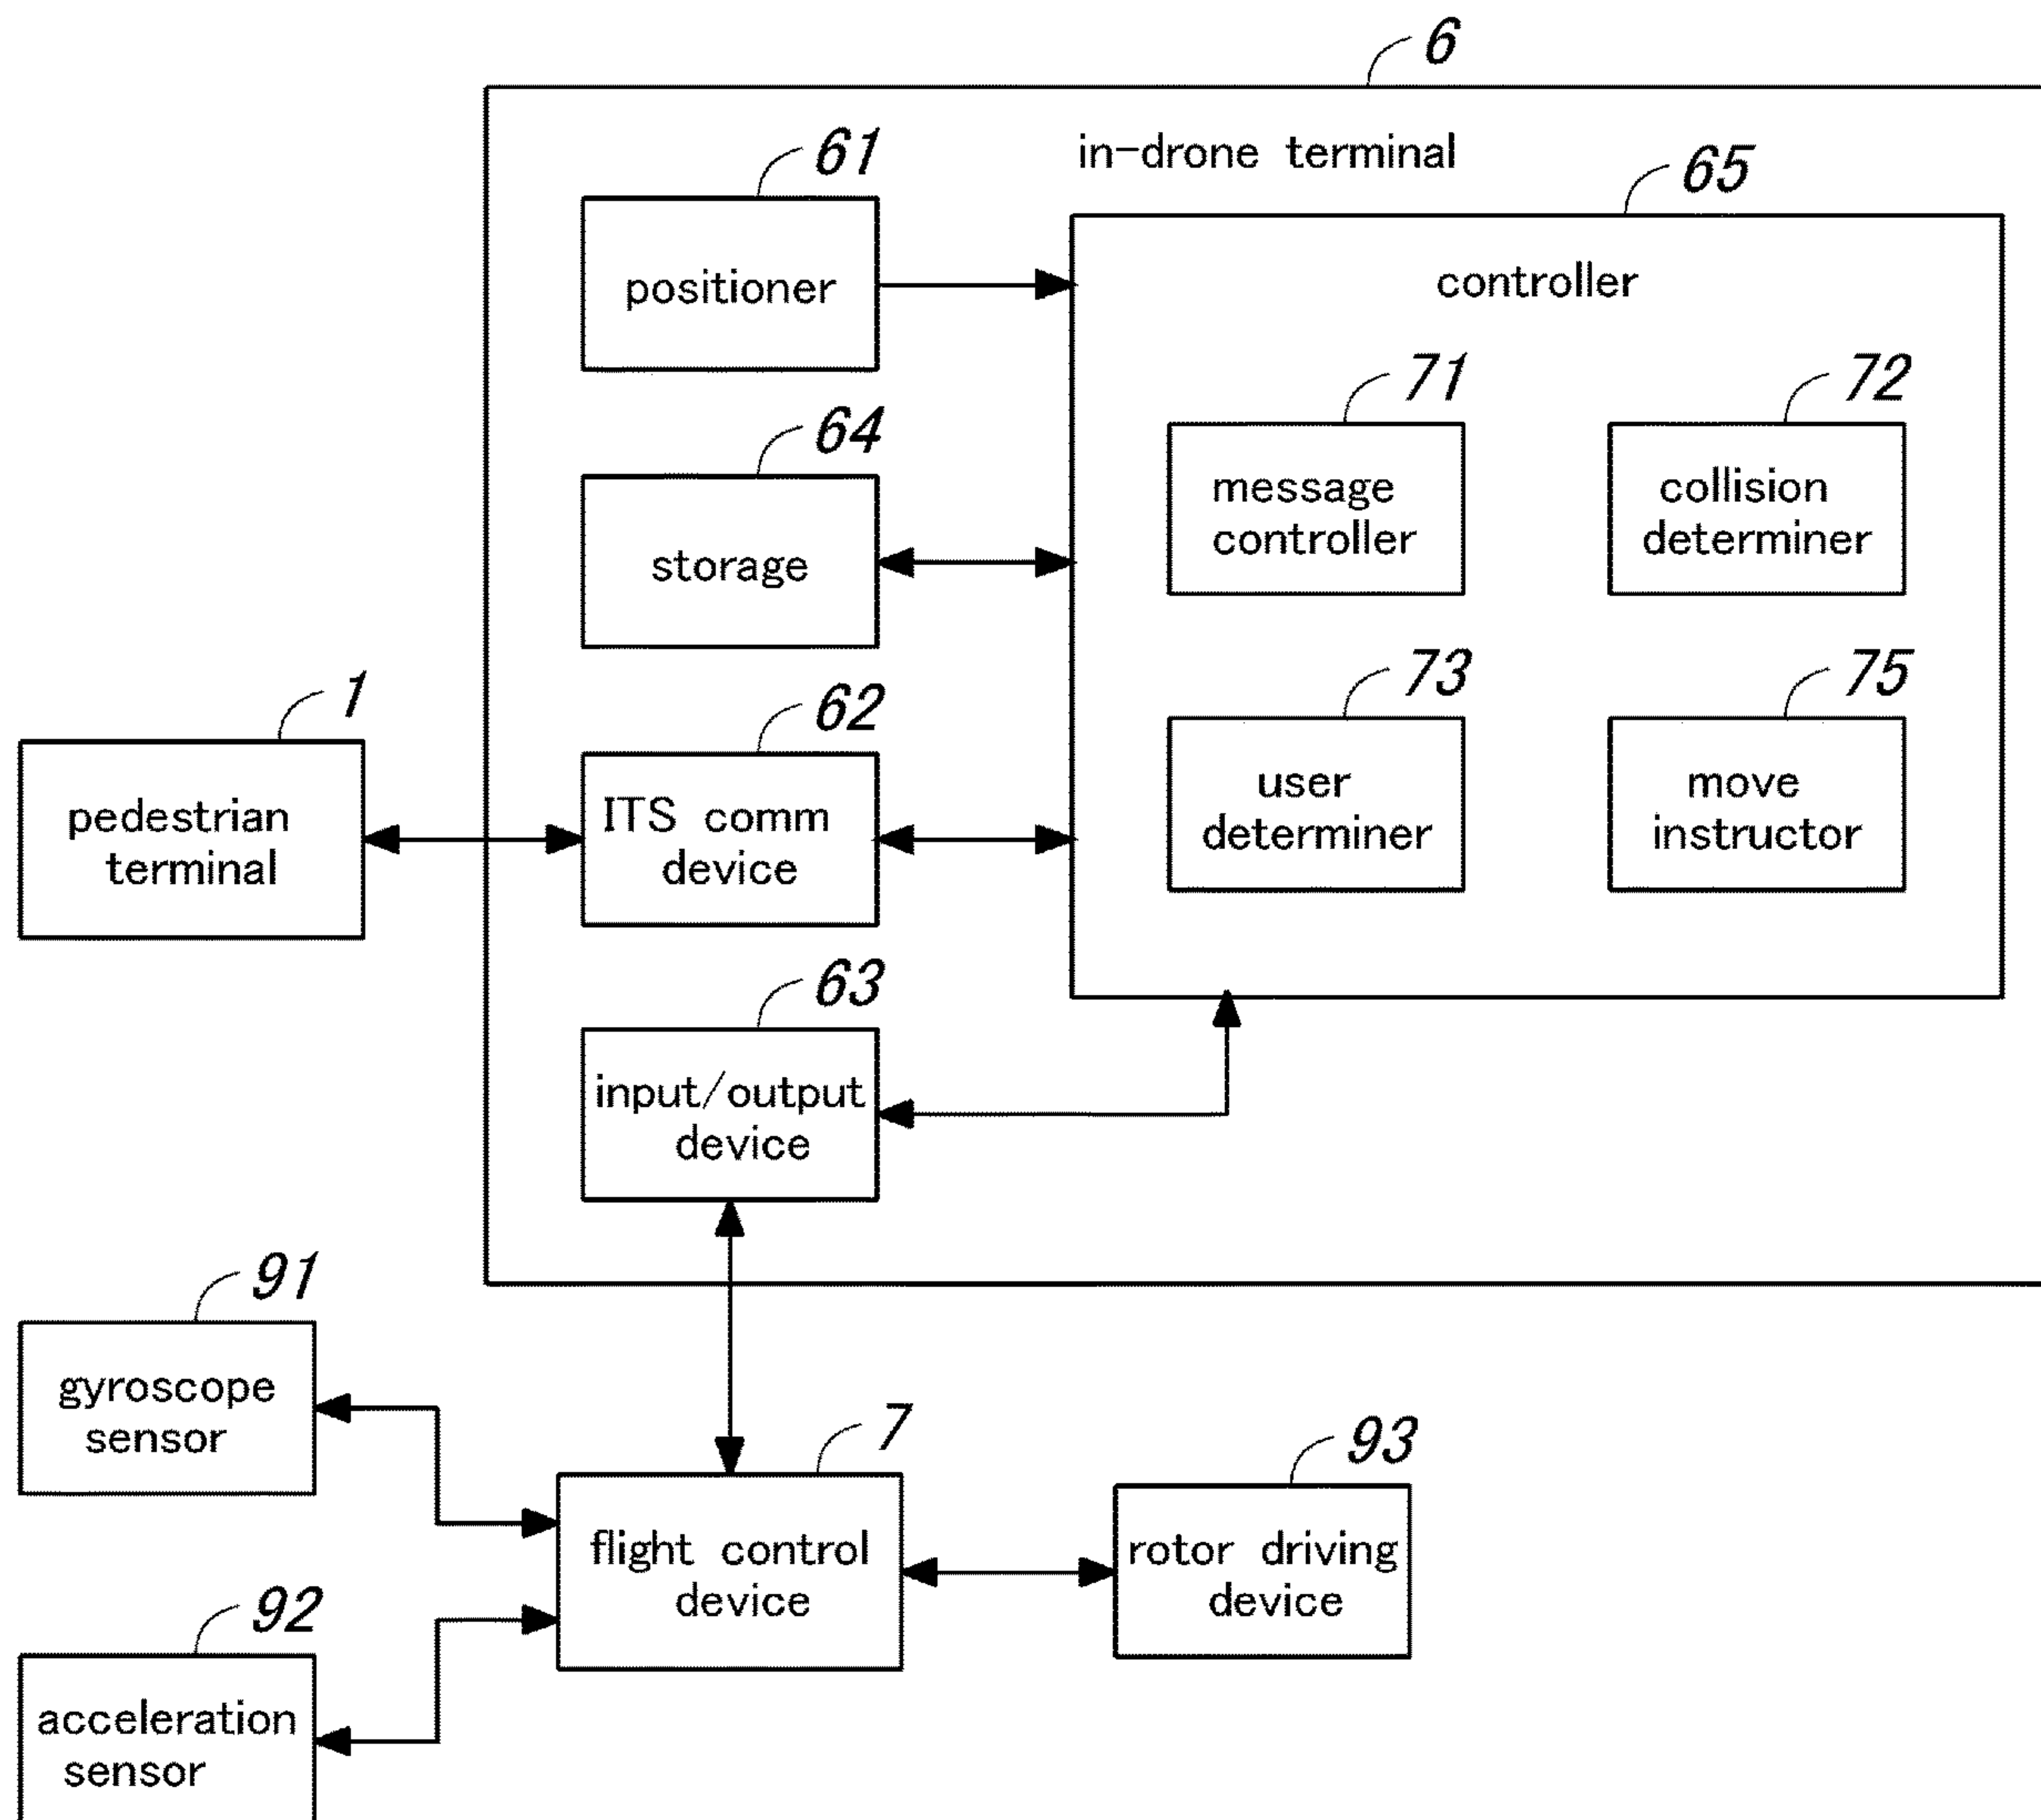 6
in-drone terminal
61
positioner
65
controller
64
storage
71
message
controller
72
collision
determiner
1
pedestrian
terminal
62
ITS comm
device
73
user
determiner
75
move
instructor
63
input/output
device
91
gyroscope
sensor
7
flight control
device
93
rotor driving
device
92
acceleration
sensor